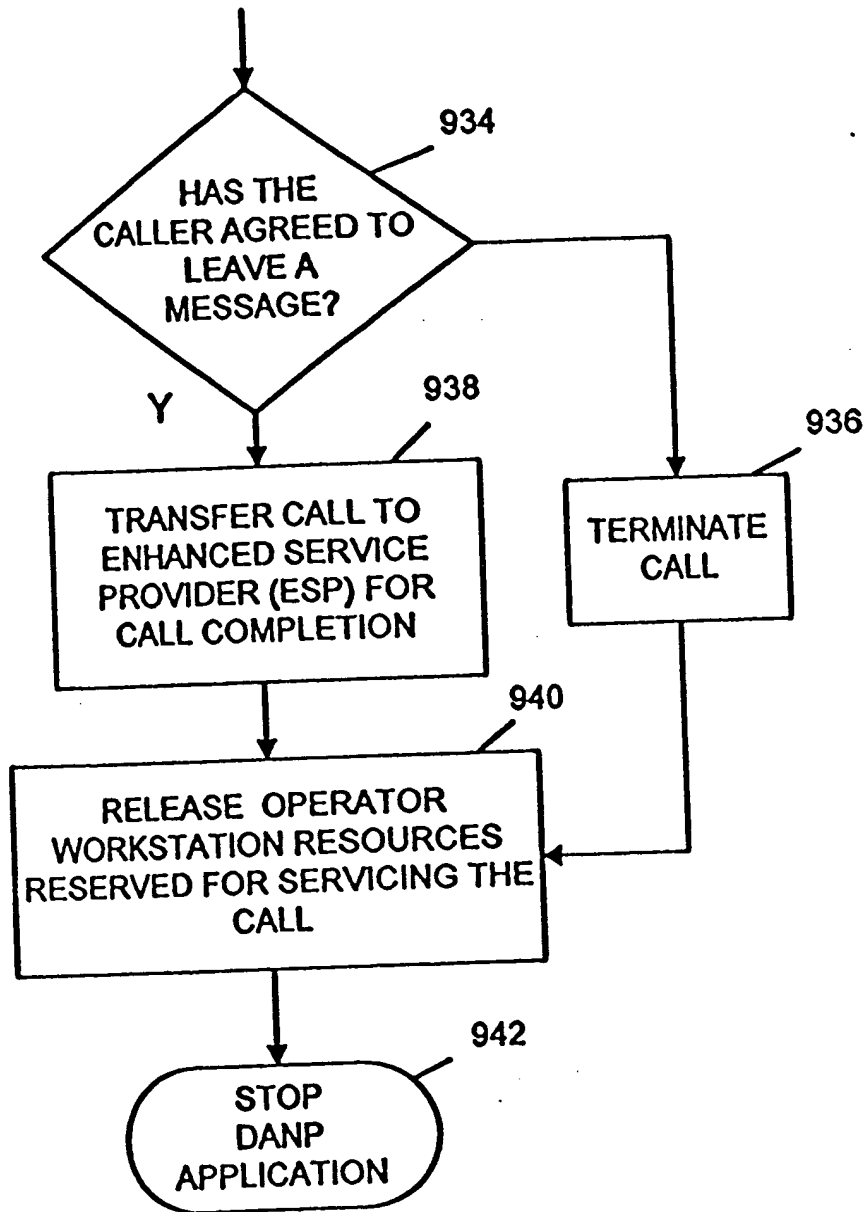 934
HAS THE
CALLER AGREED TO
LEAVE A
MESSAGE?
Y
938
TRANSFER CALL TO
ENHANCED SERVICE
PROVIDER (ESP) FOR
CALL COMPLETION
936
TERMINATE
CALL
940
RELEASE OPERATOR
WORKSTATION RESOURCES
RESERVED FOR SERVICING THE
CALL
942
STOP
DANP
APPLICATION